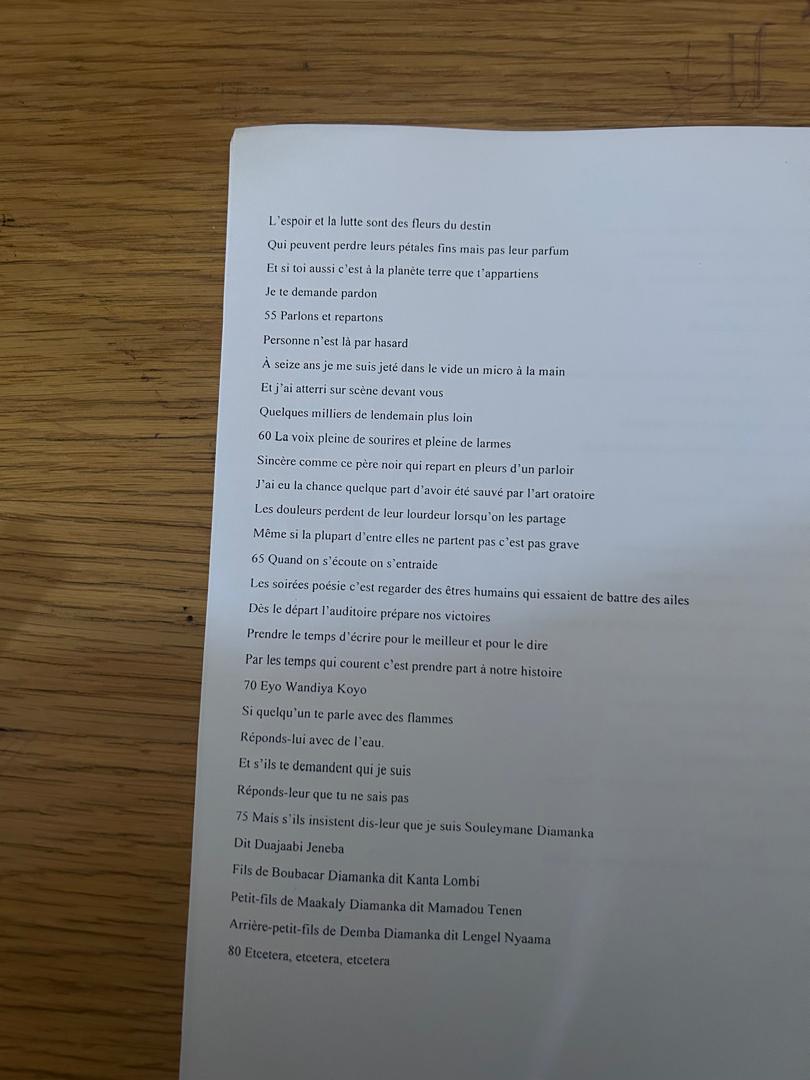 L'espoir et la lutte sont des fleurs du destin
Qui peuvent perdre leurs pétales fins mais pas leur parfum
Et si toi aussi c'est à la planète terre que t'appartiens
Je te demande pardon
55 Parlons et repartons
Personne n'est là par hasard
À seize ans je me suis jeté dans le vide un micro à la main
Et j'ai atterri sur scène devant vous
Quelques milliers de lendemain plus loin
60 La voix pleine de sourires et pleine de larmes
Sincère comme ce père noir qui repart en pleurs d'un parloir
J'ai eu la chance quelque part d'avoir été sauvé par l'art oratoire
Les douleurs perdent de leur lourdeur lorsqu'on les partage
Même si la plupart d'entre elles ne partent pas c'est pas grave
65 Quand on s'écoute on s'entraide
Les soirées poésie c'est regarder des êtres humains qui essaient de battre des ailes
Dès le départ l'auditoire prépare nos victoires
Prendre le temps d'écrire pour le meilleur et pour le dire
Par les temps qui courent c'est prendre part à notre histoire
70 Eyo Wandiya Koyo
Si quelqu'un te parle avec des flammes
Réponds-lui avec de l'eau.
Et s'ils te demandent qui je suis
Réponds-leur que tu ne sais pas
75 Mais s'ils insistent dis-leur que je suis Souleymane Diamanka
Dit Duajaabi Jeneba
Fils de Boubacar Diamanka dit Kanta Lombi
Petit-fils de Maakaly Diamanka dit Mamadou Tenen
Arrière-petit-fils de Demba Diamanka dit Lengel Nyaama
80 Etcetera, etcetera, etcetera